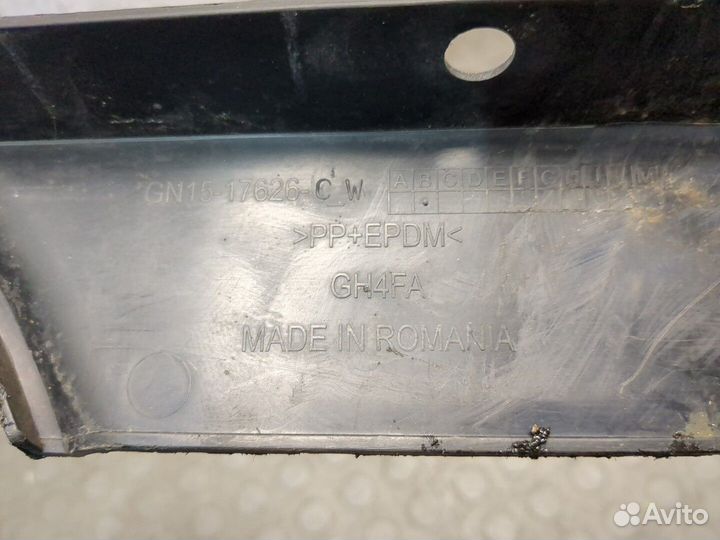 GN15-17626-C W A B C D E F G H J L M
>PP+EPDM<
GH4FA
MADE IN ROMANIA
Avito